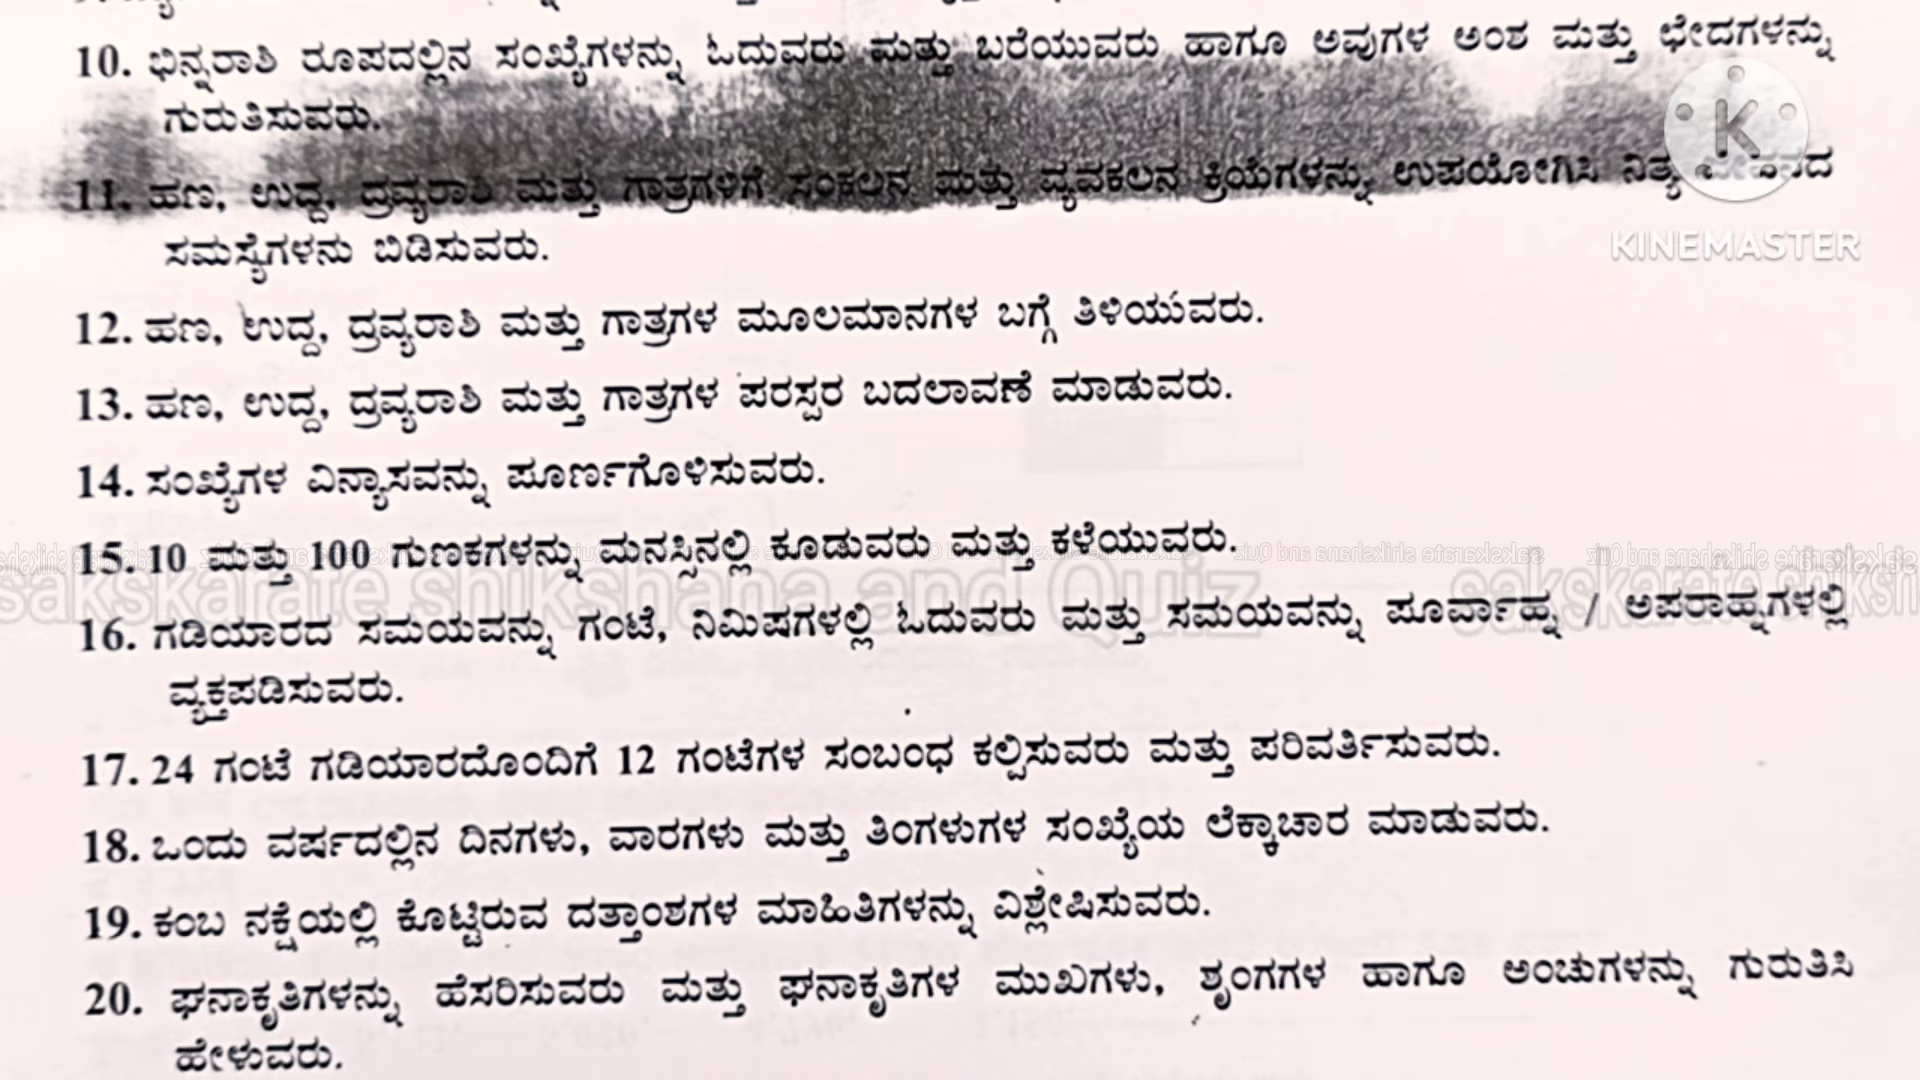 10. ಭಿನ್ನರಾಶಿ ರೂಪದಲ್ಲಿನ ಸಂಖ್ಯೆಗಳನ್ನು ಓದುವರು ಮತ್ತು ಬರೆಯುವರು ಹಾಗೂ ಅವುಗಳ ಅಂಶ ಮತ್ತು ಛೇದಗಳನ್ನು
ಗುರುತಿಸುವರು.
K
11. ಹಣ, ಉದ್ದ, ದ್ರವ್ಯರಾಶಿ ಮತ್ತು ಗಾತ್ರಗಳಿಗೆ ಸಂಕಲನ ಮತ್ತು ವ್ಯವಕಲನ ಕ್ರಿಯೆಗಳನ್ನು ಉಪಯೋಗಿಸಿ ನಿತ್ಯ
KINEMASTER
ಸಮಸ್ಯೆಗಳನು ಬಿಡಿಸುವರು.
12. ಹಣ, ಉದ್ದ, ದ್ರವ್ಯರಾಶಿ ಮತ್ತು ಗಾತ್ರಗಳ ಮೂಲಮಾನಗಳ ಬಗ್ಗೆ ತಿಳಿಯುವರು.
13. ಹಣ, ಉದ್ದ, ದ್ರವ್ಯರಾಶಿ ಮತ್ತು ಗಾತ್ರಗಳ ಪರಸ್ಪರ ಬದಲಾವಣೆ ಮಾಡುವರು.
14. ಸಂಖ್ಯೆಗಳ ವಿನ್ಯಾಸವನ್ನು ಪೂರ್ಣಗೊಳಿಸುವರು.
15. 10 ಮತ್ತು 100 ಗುಣಕಗಳನ್ನು ಮನಸ್ಸಿನಲ್ಲಿ ಕೂಡುವರು ಮತ್ತು ಕಳೆಯುವರು.
sakskarate shikshana and Quiz sakskarate shiksh
16. ಗಡಿಯಾರದ ಸಮಯವನ್ನು ಗಂಟೆ, ನಿಮಿಷಗಳಲ್ಲಿ ಓದುವರು ಮತ್ತು ಸಮಯವನ್ನು ಪೂರ್ವಾಹ್ನ / ಅಪರಾಹ್ನಗಳಲ್ಲಿ
ವ್ಯಕ್ತಪಡಿಸುವರು.
17. 24 ಗಂಟೆ ಗಡಿಯಾರದೊಂದಿಗೆ 12 ಗಂಟೆಗಳ ಸಂಬಂಧ ಕಲ್ಪಿಸುವರು ಮತ್ತು ಪರಿವರ್ತಿಸುವರು.
18. ಒಂದು ವರ್ಷದಲ್ಲಿನ ದಿನಗಳು, ವಾರಗಳು ಮತ್ತು ತಿಂಗಳುಗಳ ಸಂಖ್ಯೆಯ ಲೆಕ್ಕಾಚಾರ ಮಾಡುವರು.
19. ಕಂಬ ನಕ್ಷೆಯಲ್ಲಿ ಕೊಟ್ಟಿರುವ ದತ್ತಾಂಶಗಳ ಮಾಹಿತಿಗಳನ್ನು ವಿಶ್ಲೇಷಿಸುವರು.
20. ಘನಾಕೃತಿಗಳನ್ನು ಹೆಸರಿಸುವರು ಮತ್ತು ಘನಾಕೃತಿಗಳ ಮುಖಗಳು, ಶೃಂಗಗಳ ಹಾಗೂ ಅಂಚುಗಳನ್ನು ಗುರುತಿಸಿ
ಹೇಳುವರು.